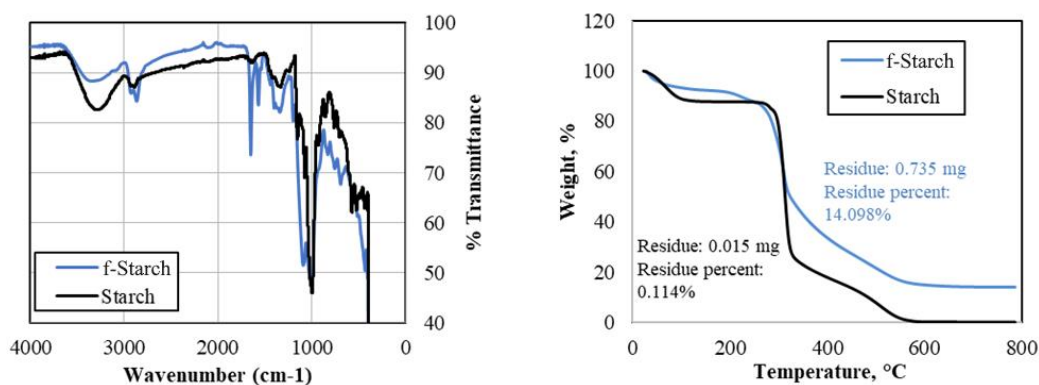 100
90
80
70
60
50
40
% Transmittance
f-Starch
Starch
4000 3000 2000 1000 0
Wavenumber (cm-1)
120
100
80
60
40
20
0
Weight, %
f-Starch
Starch
Residue: 0.735 mg
Residue percent:
14.098%
Residue: 0.015 mg
Residue percent:
0.114%
0 200 400 600 800
Temperature, °C